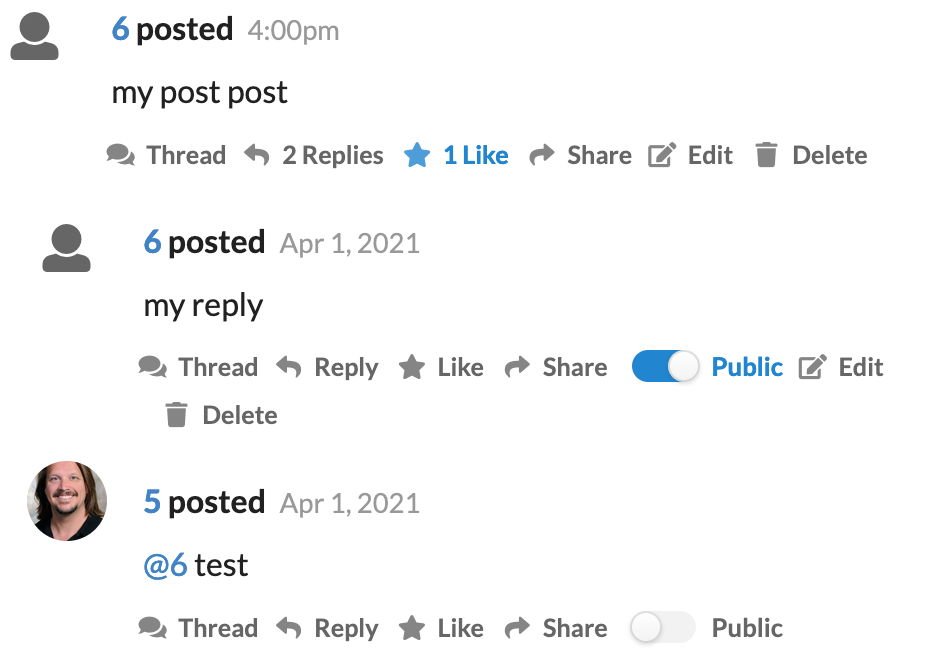 6 posted 4:00pm
my post post
Thread 2 Replies 1 Like Share Edit Delete
6 posted Apr 1, 2021
my reply
Thread Reply Like Share Public Edit
Delete
5 posted Apr 1, 2021
@6 test
Thread Reply Like Share Public